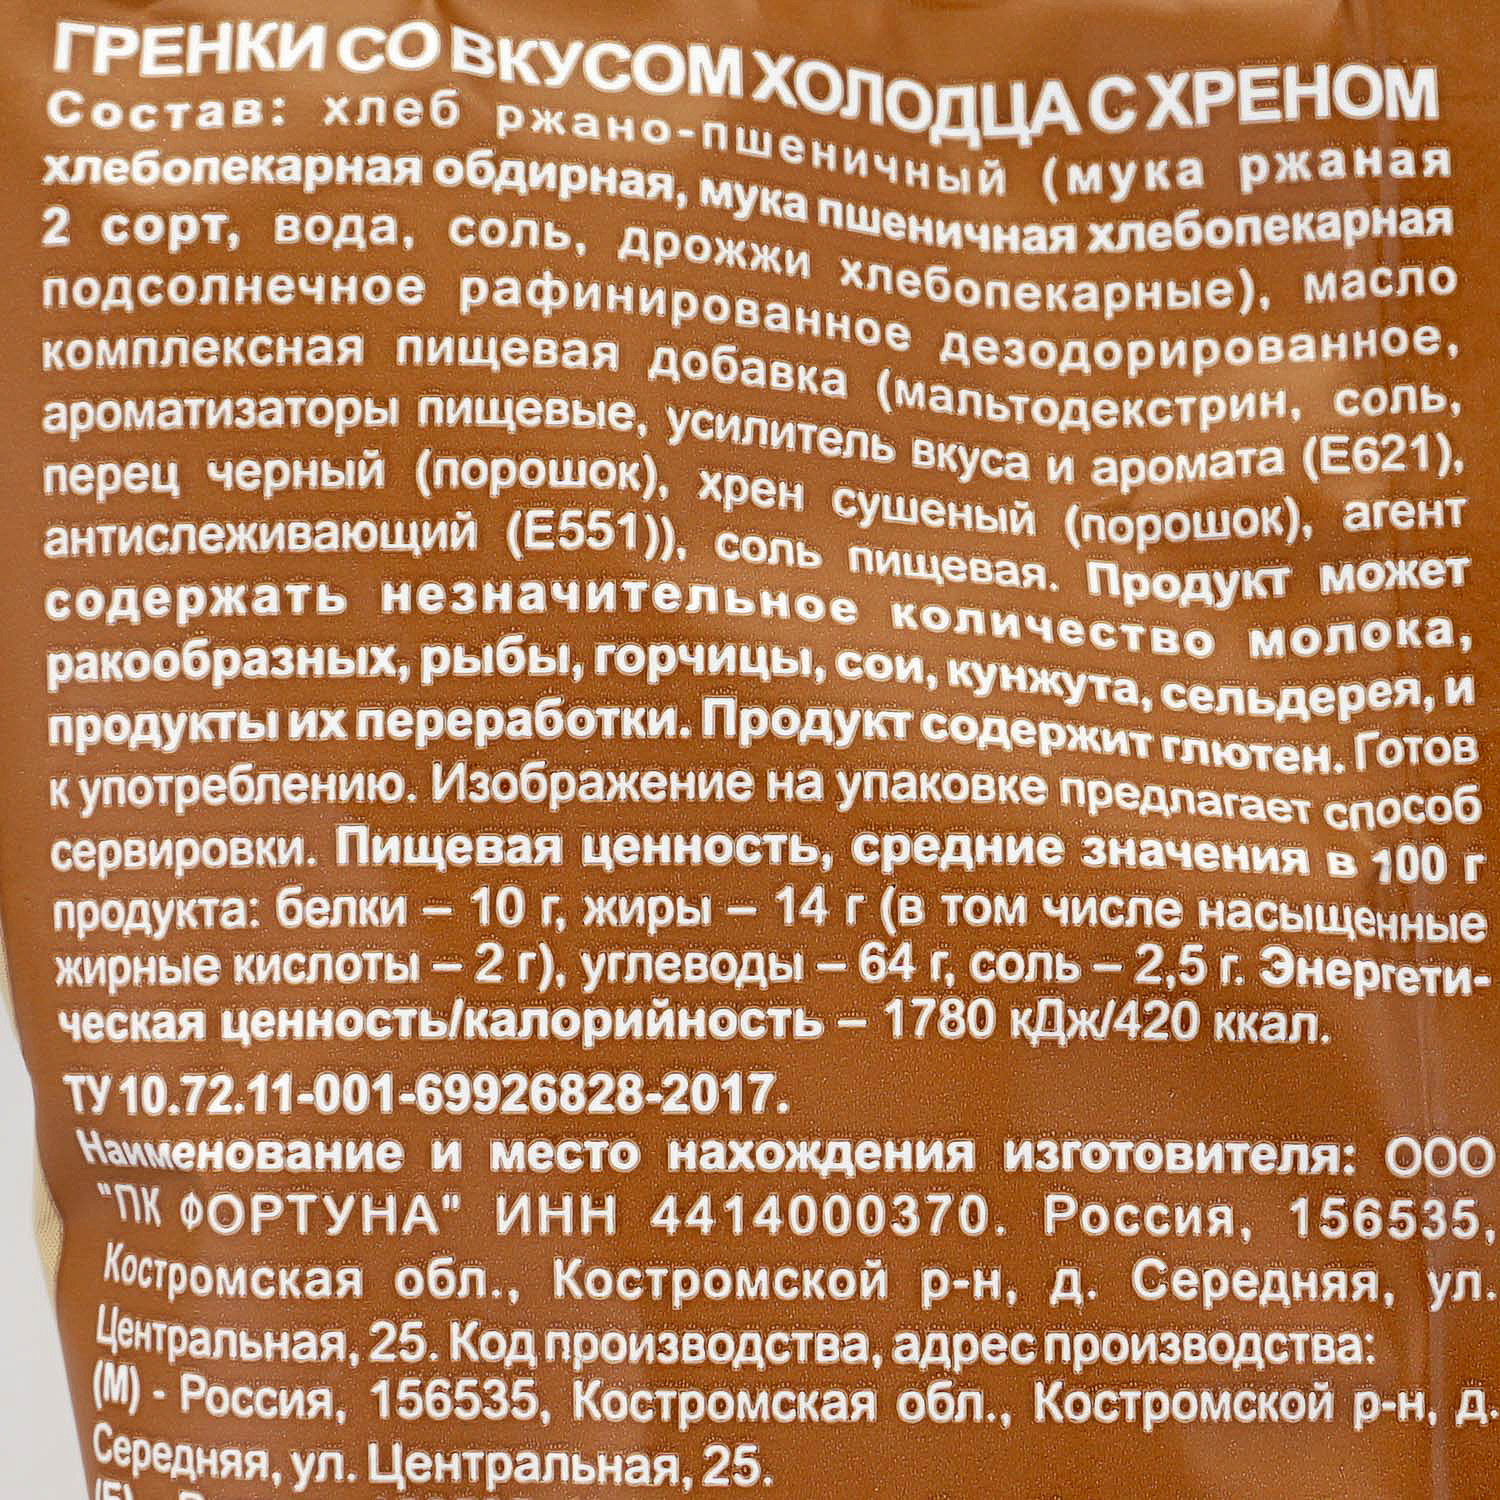 ГРЕНКИ СО ВКУСОМ ХОЛОДЦА С ХРЕНОМ
Состав: хлеб ржано-пшеничный (мука ржаная
хлебопекарная обдирная, мука пшеничная хлебопекарная
2 сорт, вода, соль, дрожжи хлебопекарные), масло
подсолнечное рафинированное дезодорированное,
комплексная пищевая добавка (мальтодекстрин, соль,
ароматизаторы пищевые, усилитель вкуса и аромата (Е621),
перец черный (порошок), хрен сушеный (порошок), агент
антислеживающий (Е551)), соль пищевая. Продукт может
содержать незначительное количество молока,
ракообразных, рыбы, горчицы, сои, кунжута, сельдерея, и
продукты их переработки. Продукт содержит глютен. Готов
к употреблению. Изображение на упаковке предлагает способ
сервировки. Пищевая ценность, средние значения в 100 г
продукта: белки – 10 г, жиры – 14 г (в том числе насыщенные
жирные кислоты – 2 г), углеводы – 64 г, соль – 2,5 г. Энергети-
ческая ценность/калорийность – 1780 кДж/420 ккал.
ТУ 10.72.11-001-69926828-2017.
Наименование и место нахождения изготовителя: ООО
"ПК ФОРТУНА" ИНН 4414000370. Россия, 156535,
Костромская обл., Костромской р-н, д. Середняя, ул.
Центральная, 25. Код производства, адрес производства:
(М) - Россия, 156535, Костромская обл., Костромской р-н, д.
Середняя, ул. Центральная, 25.